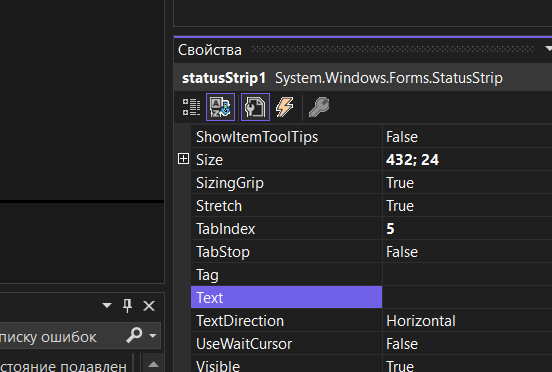 Свойства
statusStrip1 System.Windows.Forms.StatusStrip
ShowItemToolTips False
Size 432; 24
SizingGrip True
Stretch True
TabIndex 5
TabStop False
Tag
Text
TextDirection Horizontal
UseWaitCursor False
Visible True
писку ошибок
стояние подавлен